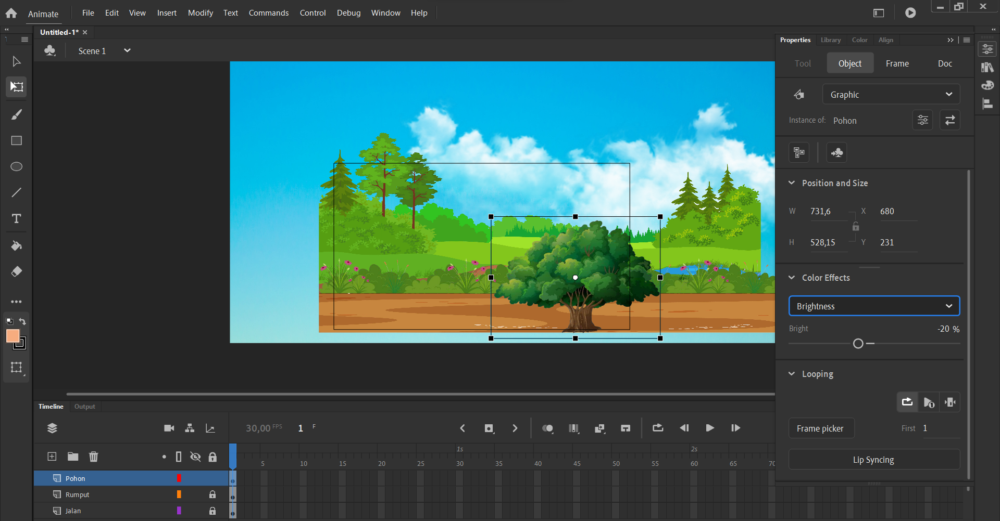 Animate File Edit View Insert Modify Text Commands Control Debug Window Help
Untitled-1*
Scene 1
Properties Library Color Align
Tool Object Frame Doc
Graphic
Instance of: Pohon
Position and Size
W 731,6 X 680
H 528,15 Y 231
Color Effects
Brightness
Bright -20 %
Looping
Frame picker First 1
Lip Syncing
Timeline Output
30,00 FPS 1 F
1s 2s
5 10 15 20 25 30 35 40 45 50 55 60 65 70
Pohon
Rumput
Jalan